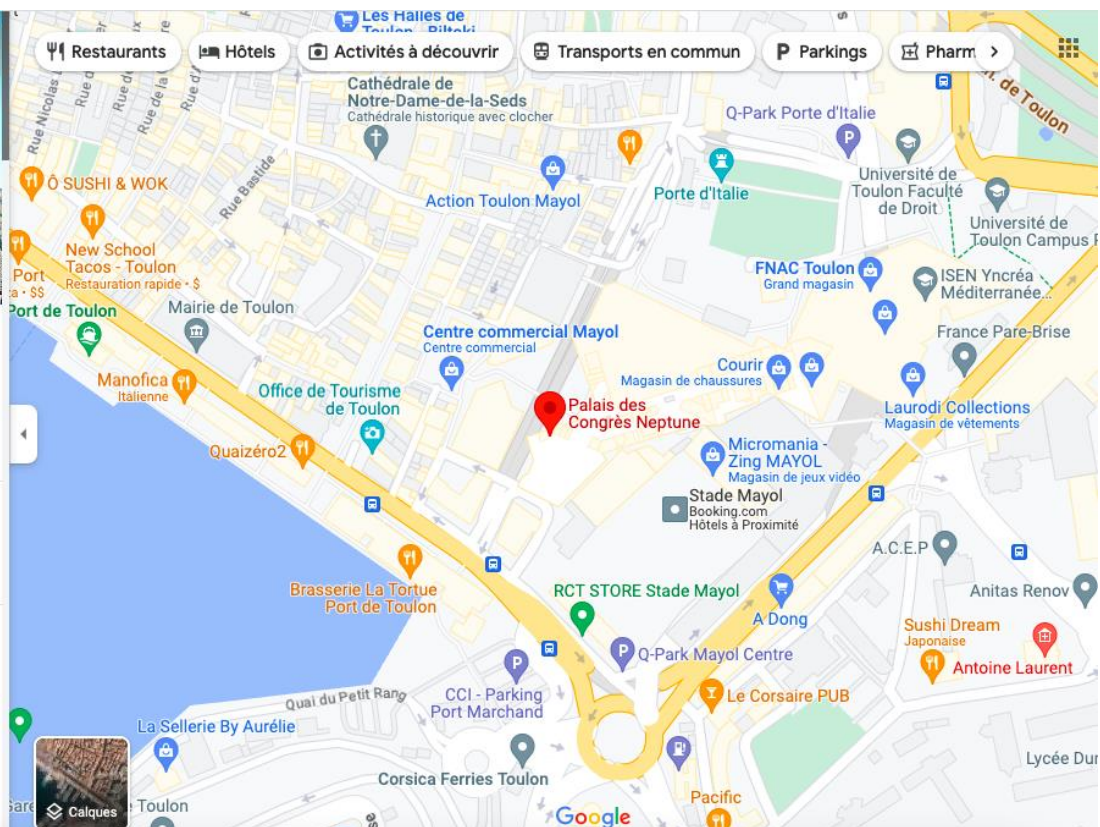 Les Halles de
Toulon - Biltoki
Restaurants
Hôtels
Activités à découvrir
Transports en commun
Parkings
Pharm
Rue Nicolas
Cathédrale de
Notre-Dame-de-la-Seds
Cathédrale historique avec clocher
Q-Park Porte d'Italie
de Toulon
Ô SUSHI & WOK
Rue Bastide
Action Toulon Mayol
Porte d'Italie
Université de
Toulon Faculté
de Droit
Université de
Toulon Campus
New School
Tacos - Toulon
Restauration rapide • $
Port
• $$
Port de Toulon
Mairie de Toulon
FNAC Toulon
Grand magasin
ISEN Yncréa
Méditerranée...
Centre commercial Mayol
Centre commercial
France Pare-Brise
Courir
Magasin de chaussures
Manofica
Italienne
Office de Tourisme
de Toulon
Palais des
Congrès Neptune
Laurodi Collections
Magasin de vêtements
Quaizéro2
Micromania -
Zing MAYOL
Magasin de jeux vidéo
Stade Mayol
Booking.com
Hôtels à Proximité
A.C.E.P
Brasserie La Tortue
Port de Toulon
RCT STORE Stade Mayol
A Dong
Anitas Renov
Sushi Dream
Japonaise
Antoine Laurent
Q-Park Mayol Centre
Quai du Petit Rang
CCI - Parking
Port Marchand
Le Corsaire PUB
La Sellerie By Aurélie
Corsica Ferries Toulon
Lycée Dur
Calques
Toulon
Google
Pacific